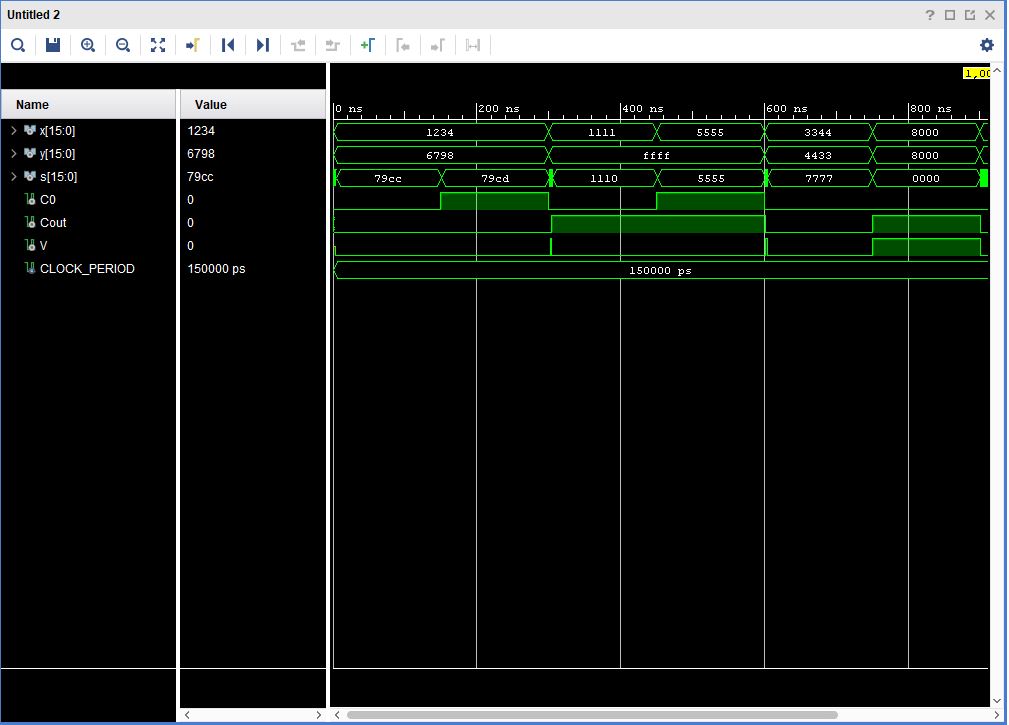 Untitled 2
?
1,00
Name Value
0 ns 200 ns 400 ns 600 ns 800 ns
x[15:0] 1234 1234 1111 5555 3344 8000
y[15:0] 6798 6798 ffff 4433 8000
s[15:0] 79cc 79cc 79cd 1110 5555 7777 0000
C0 0
Cout 0
V 0
CLOCK_PERIOD 150000 ps 150000 ps